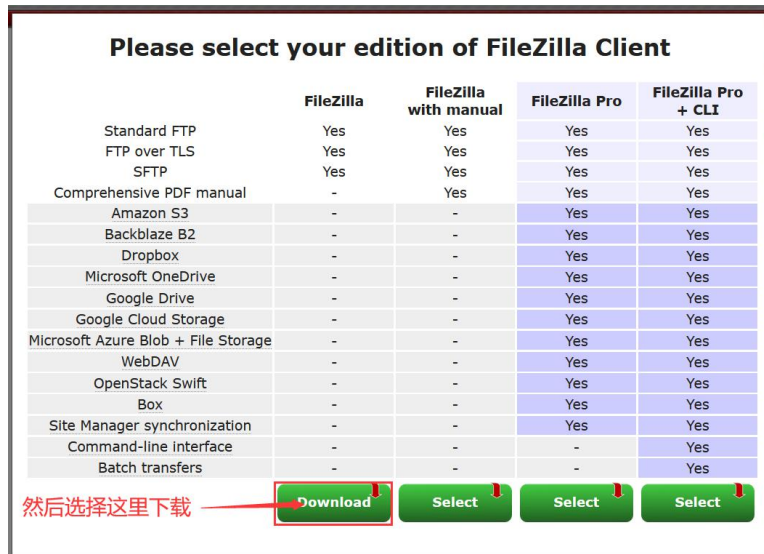 Please select your edition of FileZilla Client
FileZilla FileZilla with manual FileZilla Pro FileZilla Pro + CLI
Standard FTP Yes Yes Yes Yes
FTP over TLS Yes Yes Yes Yes
SFTP Yes Yes Yes Yes
Comprehensive PDF manual - Yes Yes Yes
Amazon S3 - - Yes Yes
Backblaze B2 - - Yes Yes
Dropbox - - Yes Yes
Microsoft OneDrive - - Yes Yes
Google Drive - - Yes Yes
Google Cloud Storage - - Yes Yes
Microsoft Azure Blob + File Storage - - Yes Yes
WebDAV - - Yes Yes
OpenStack Swift - - Yes Yes
Box - - Yes Yes
Site Manager synchronization - - Yes Yes
Command-line interface - - - Yes
Batch transfers - - - Yes
然后选择这里下载 Download Select Select Select